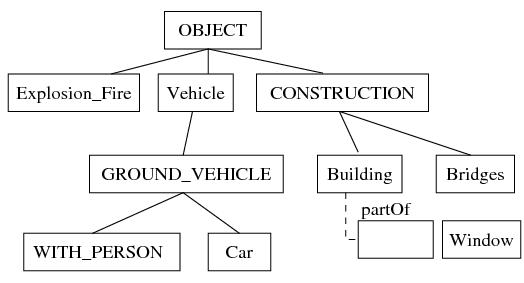 OBJECT
Explosion_Fire
Vehicle
CONSTRUCTION
GROUND_VEHICLE
Building
Bridges
partOf
WITH_PERSON
Car
Window